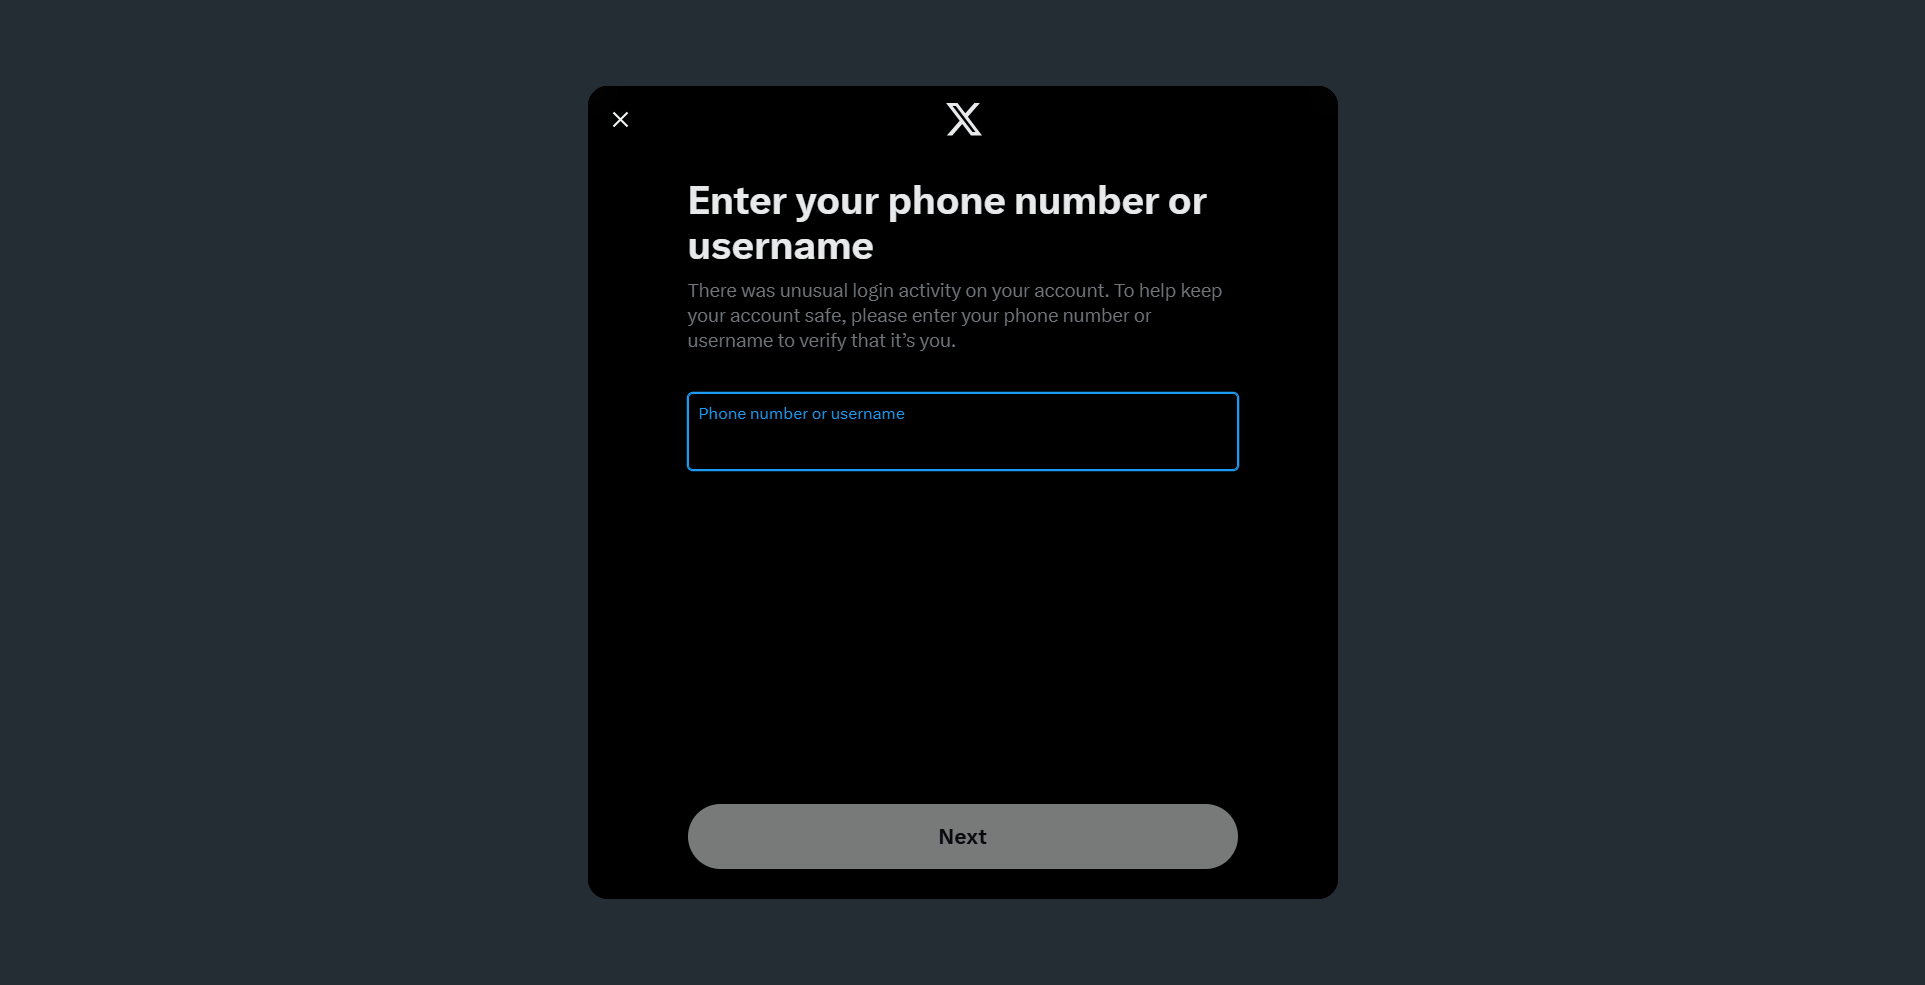 Enter your phone number or
username
There was unusual login activity on your account. To help keep
your account safe, please enter your phone number or
username to verify that it’s you.
Phone number or username
Next